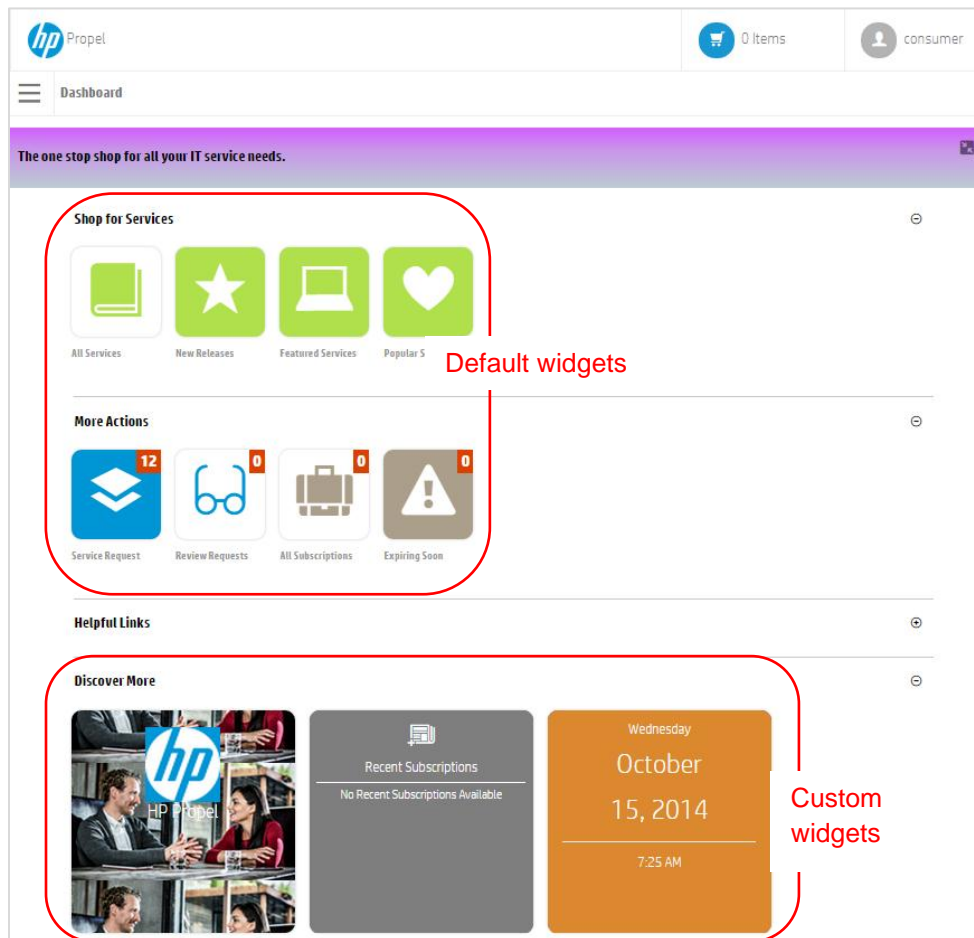 hp Propel
0 Items
consumer
Dashboard
The one stop shop for all your IT service needs.
Shop for Services
All Services
New Releases
Featured Services
Popular S
Default widgets
More Actions
12
0
0
0
Service Request
Review Requests
All Subscriptions
Expiring Soon
Helpful Links
Discover More
hp
HP Propel
Recent Subscriptions
No Recent Subscriptions Available
Wednesday
October
15, 2014
7:25 AM
Custom
widgets